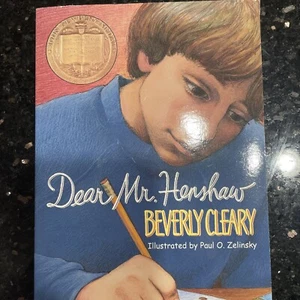 Dear Mr. Henshaw
BEVERLY CLEARY
Illustrated by Paul O. Zelinsky